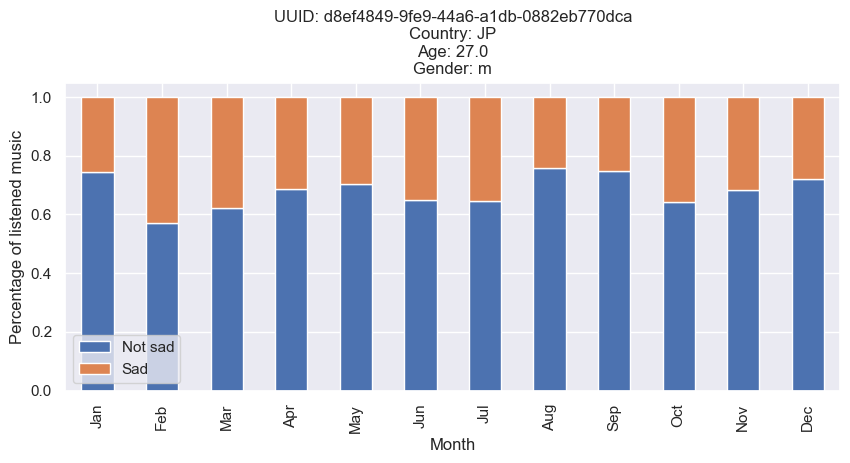 UUID: d8ef4849-9fe9-44a6-a1db-0882eb770dca
Country: JP
Age: 27.0
Gender: m
Percentage of listened music
1.0
0.8
0.6
0.4
0.2
0.0
Not sad
Sad
Jan
Feb
Mar
Apr
May
Jun
Jul
Aug
Sep
Oct
Nov
Dec
Month